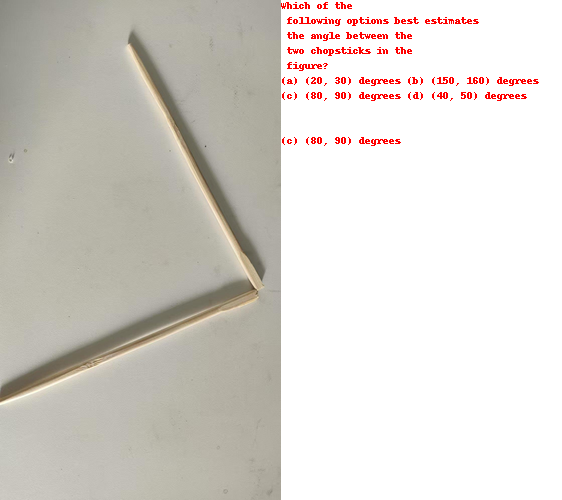 Which of the
following options best estimates
the angle between the
two chopsticks in the
figure?
(a) (20, 30) degrees (b) (150, 160) degrees
(c) (80, 90) degrees (d) (40, 50) degrees
(c) (80, 90) degrees